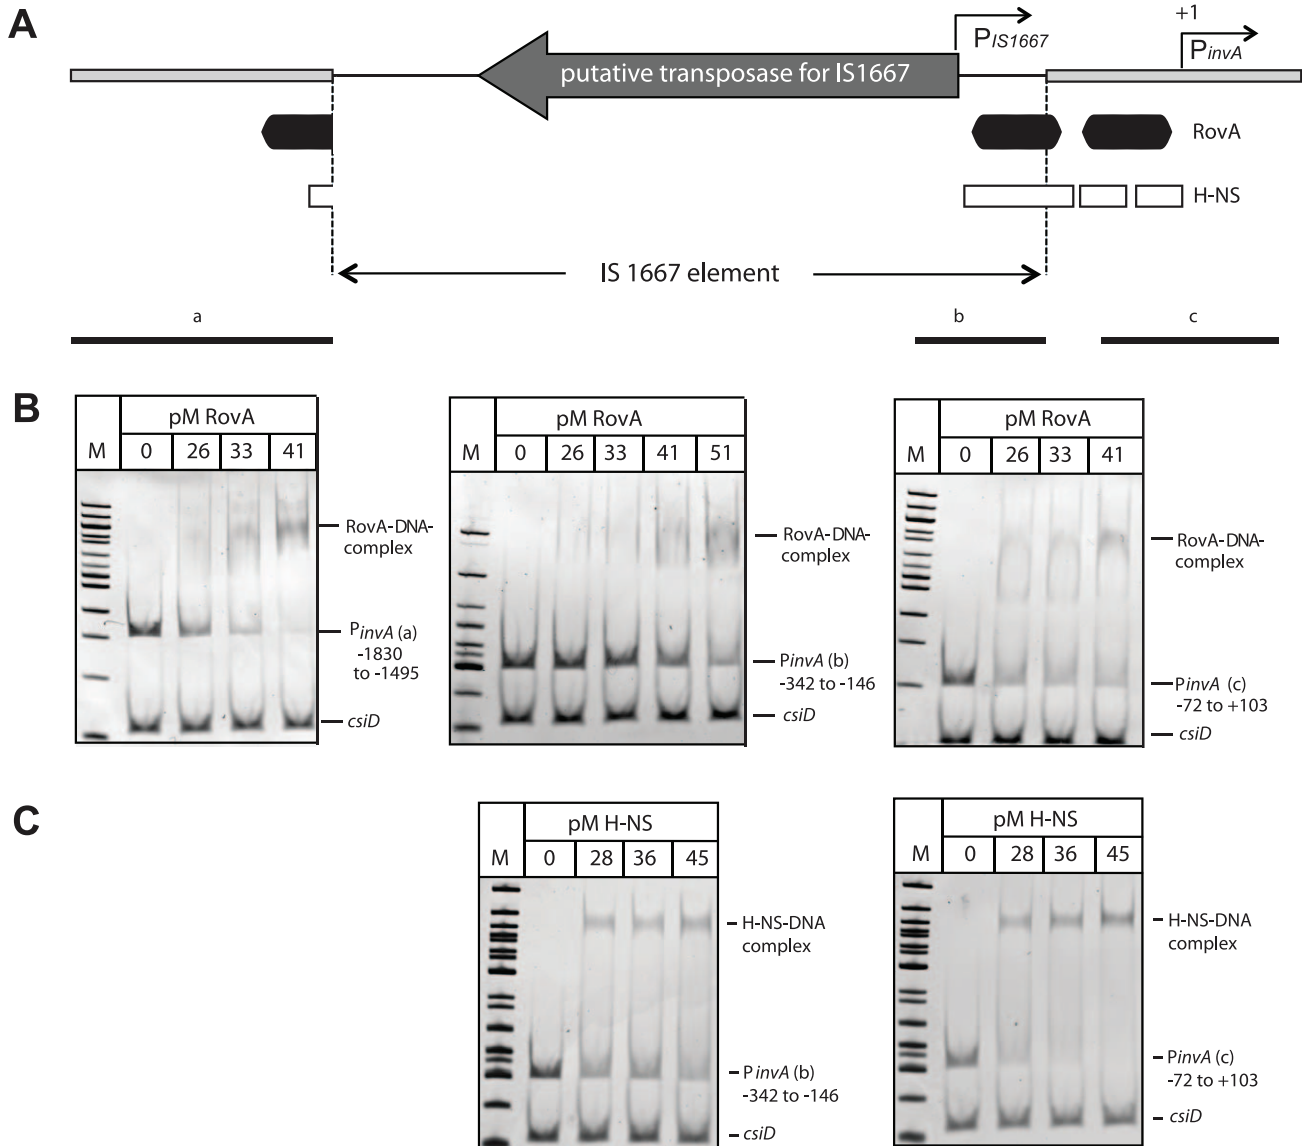 A
+1
PIS1667
PinvA
putative transposase for IS1667
RovA
H-NS
IS 1667 element
a
b
c
B
pM RovA
M 0 26 33 41
RovA-DNA-
complex
PinvA (a)
-1830
to -1495
csiD
pM RovA
M 0 26 33 41 51
RovA-DNA-
complex
PinvA (b)
-342 to -146
csiD
pM RovA
M 0 26 33 41
RovA-DNA-
complex
PinvA (c)
-72 to +103
csiD
C
pM H-NS
M 0 28 36 45
H-NS-DNA
complex
PinvA (b)
-342 to -146
csiD
pM H-NS
M 0 28 36 45
H-NS-DNA
complex
PinvA (c)
-72 to +103
csiD